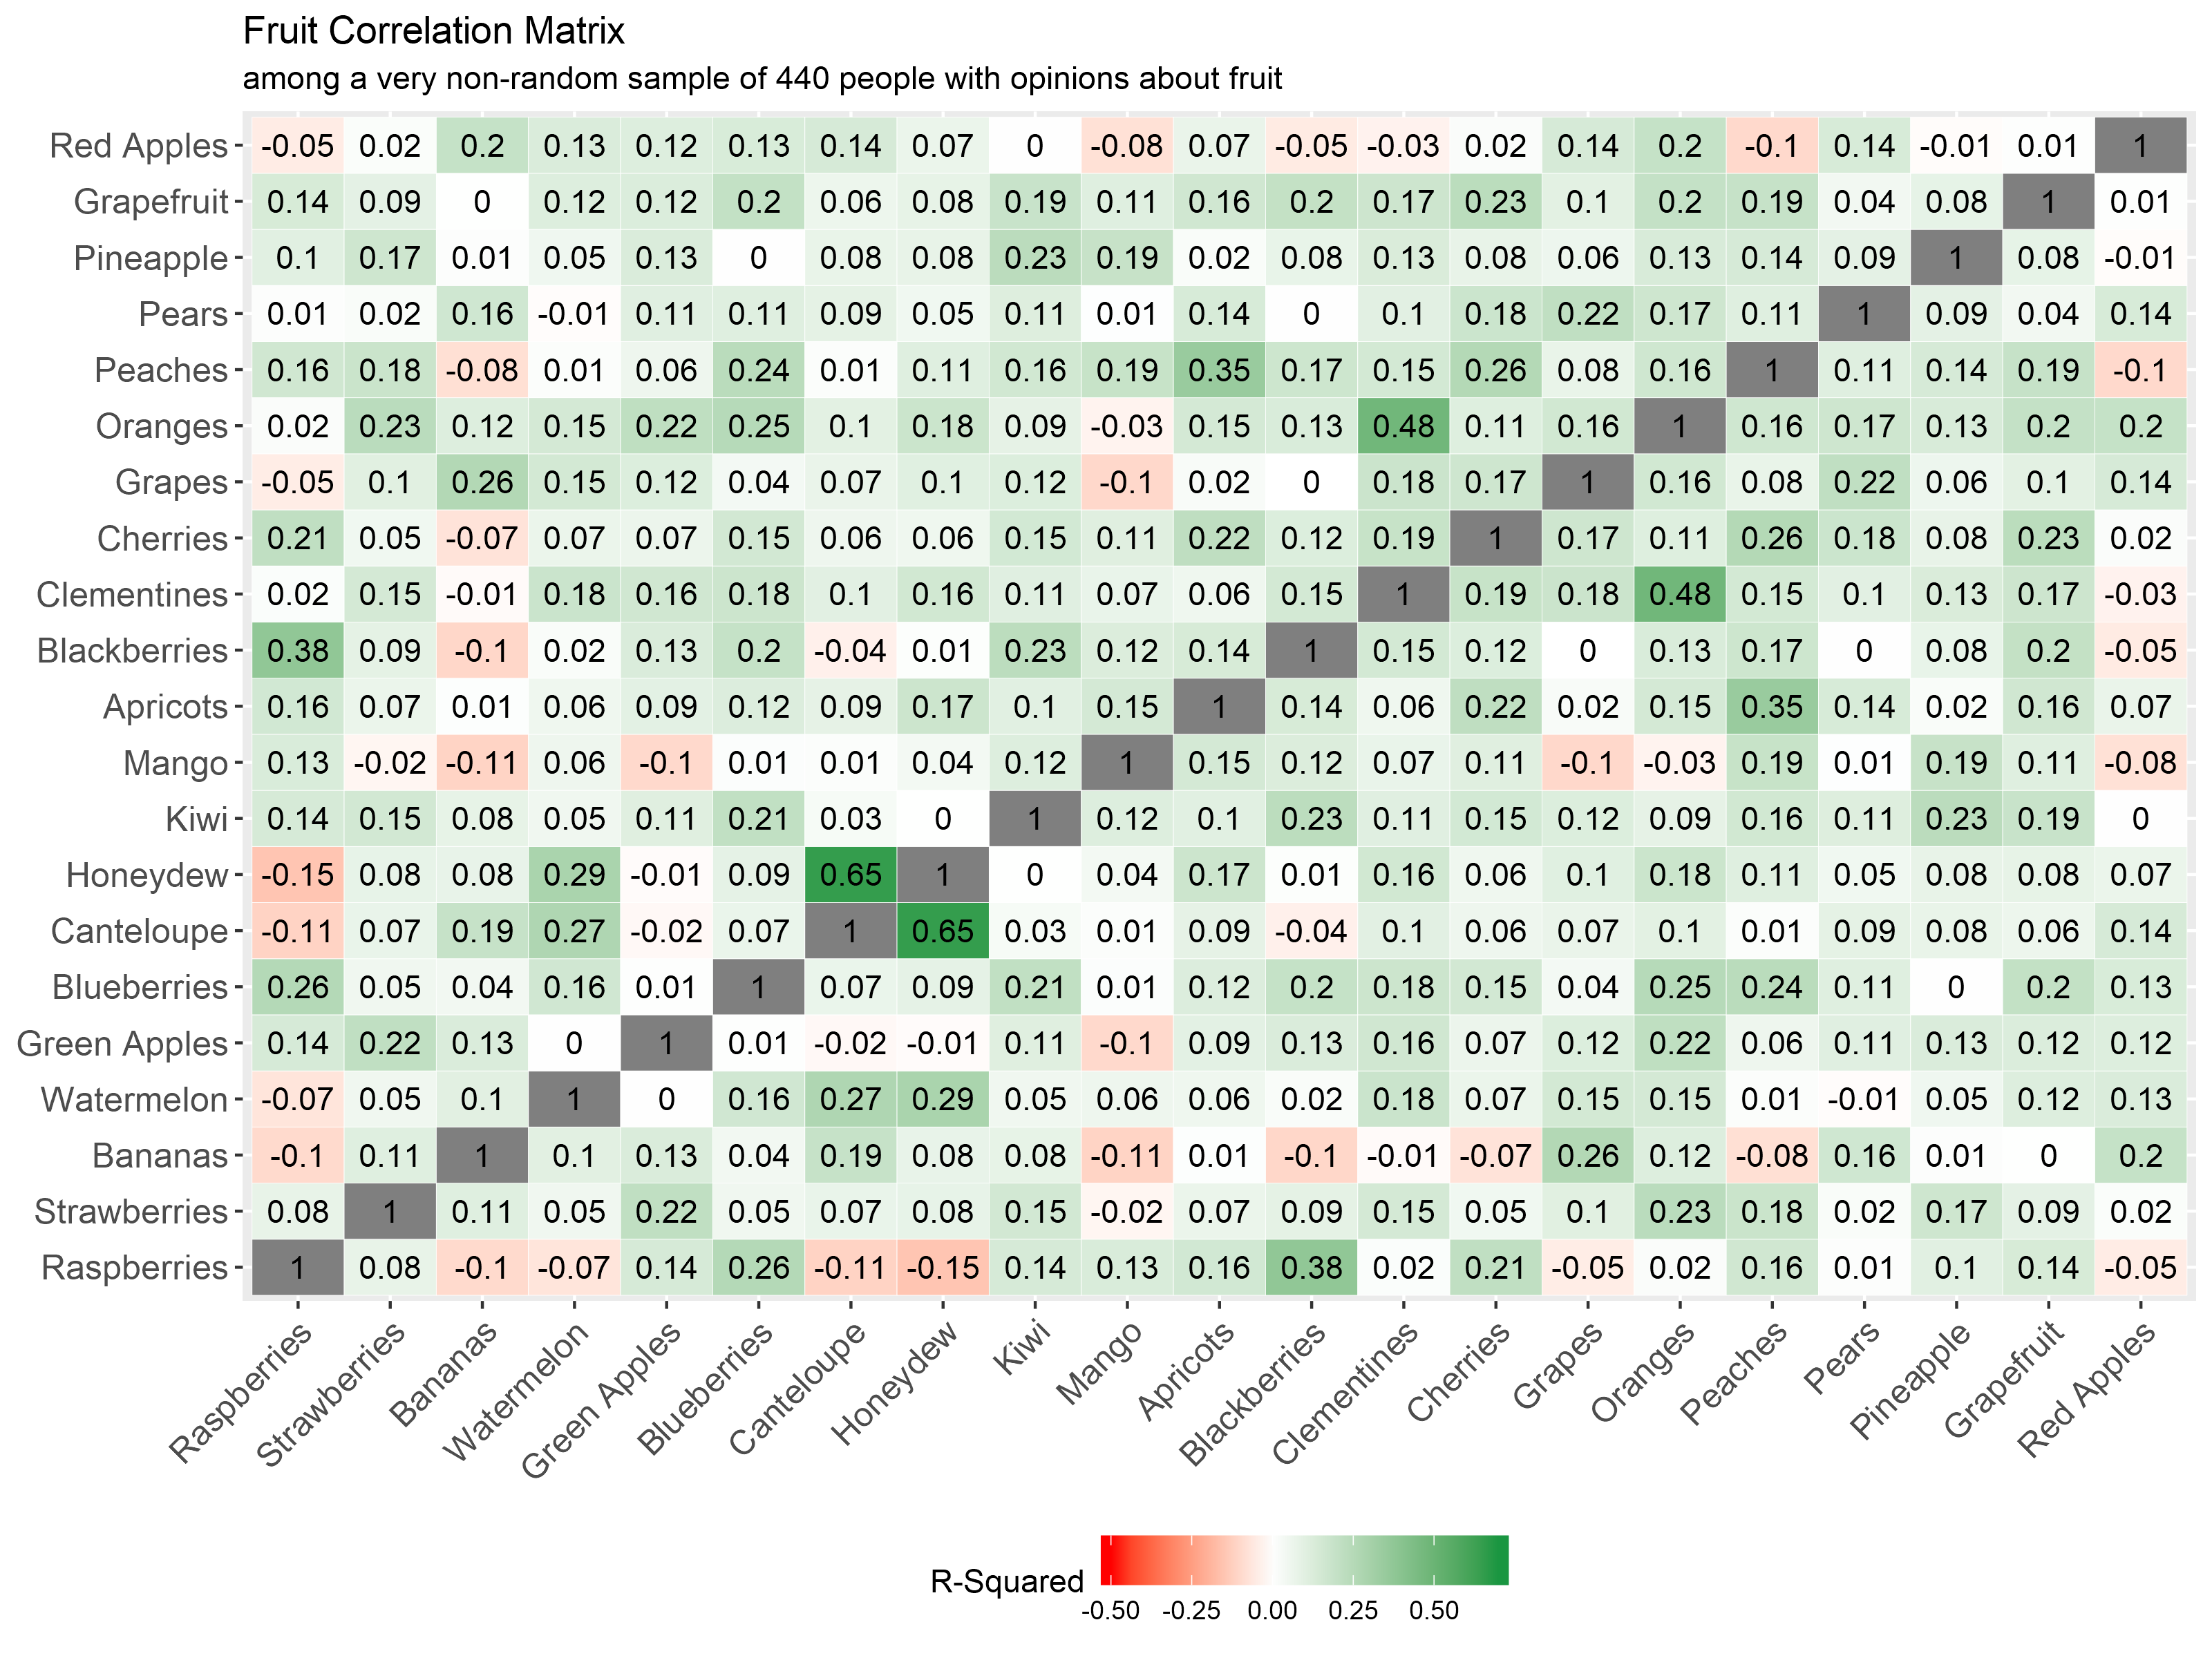 Fruit Correlation Matrix
among a very non-random sample of 440 people with opinions about fruit
Red Apples -0.05 0.02 0.2 0.13 0.12 0.13 0.14 0.07 0 -0.08 0.07 -0.05 -0.03 0.02 0.14 0.2 -0.1 0.14 -0.01 0.01 1
Grapefruit 0.14 0.09 0 0.12 0.12 0.2 0.06 0.08 0.19 0.11 0.16 0.2 0.17 0.23 0.1 0.2 0.19 0.04 0.08 1 0.01
Pineapple 0.1 0.17 0.01 0.05 0.13 0 0.08 0.08 0.23 0.19 0.02 0.08 0.13 0.08 0.06 0.13 0.14 0.09 1 0.08 -0.01
Pears 0.01 0.02 0.16 -0.01 0.11 0.11 0.09 0.05 0.11 0.01 0.14 0 0.1 0.18 0.22 0.17 0.11 1 0.09 0.04 0.14
Peaches 0.16 0.18 -0.08 0.01 0.06 0.24 0.01 0.11 0.16 0.19 0.35 0.17 0.15 0.26 0.08 0.16 1 0.11 0.14 0.19 -0.1
Oranges 0.02 0.23 0.12 0.15 0.22 0.25 0.1 0.18 0.09 -0.03 0.15 0.13 0.48 0.11 0.16 1 0.16 0.17 0.13 0.2 0.2
Grapes -0.05 0.1 0.26 0.15 0.12 0.04 0.07 0.1 0.12 -0.1 0.02 0 0.18 0.17 1 0.16 0.08 0.22 0.06 0.1 0.14
Cherries 0.21 0.05 -0.07 0.07 0.07 0.15 0.06 0.06 0.15 0.11 0.22 0.12 0.19 1 0.17 0.11 0.26 0.18 0.08 0.23 0.02
Clementines 0.02 0.15 -0.01 0.18 0.16 0.18 0.1 0.16 0.11 0.07 0.06 0.15 1 0.19 0.18 0.48 0.15 0.1 0.13 0.17 -0.03
Blackberries 0.38 0.09 -0.1 0.02 0.13 0.2 -0.04 0.01 0.23 0.12 0.14 1 0.15 0.12 0 0.13 0.17 0 0.08 0.2 -0.05
Apricots 0.16 0.07 0.01 0.06 0.09 0.12 0.09 0.17 0.1 0.15 1 0.14 0.06 0.22 0.02 0.15 0.35 0.14 0.02 0.16 0.07
Mango 0.13 -0.02 -0.11 0.06 -0.1 0.01 0.01 0.04 0.12 1 0.15 0.12 0.07 0.11 -0.1 -0.03 0.19 0.01 0.19 0.11 -0.08
Kiwi 0.14 0.15 0.08 0.05 0.11 0.21 0.03 0 1 0.12 0.1 0.23 0.11 0.15 0.12 0.09 0.16 0.11 0.23 0.19 0
Honeydew -0.15 0.08 0.08 0.29 -0.01 0.09 0.65 1 0 0.04 0.17 0.01 0.16 0.06 0.1 0.18 0.11 0.05 0.08 0.08 0.07
Canteloupe -0.11 0.07 0.19 0.27 -0.02 0.07 1 0.65 0.03 0.01 0.09 -0.04 0.1 0.06 0.07 0.1 0.01 0.09 0.08 0.06 0.14
Blueberries 0.26 0.05 0.04 0.16 0.01 1 0.07 0.09 0.21 0.01 0.12 0.2 0.18 0.15 0.04 0.25 0.24 0.11 0 0.2 0.13
Green Apples 0.14 0.22 0.13 0 1 0.01 -0.02 -0.01 0.11 -0.1 0.09 0.13 0.16 0.07 0.12 0.22 0.06 0.11 0.13 0.12 0.12
Watermelon -0.07 0.05 0.1 1 0 0.16 0.27 0.29 0.05 0.06 0.06 0.02 0.18 0.07 0.15 0.15 0.01 -0.01 0.05 0.12 0.13
Bananas -0.1 0.11 1 0.1 0.13 0.04 0.19 0.08 0.08 -0.11 0.01 -0.1 -0.01 -0.07 0.26 0.12 -0.08 0.16 0.01 0 0.2
Strawberries 0.08 1 0.11 0.05 0.22 0.05 0.07 0.08 0.15 -0.02 0.07 0.09 0.15 0.05 0.1 0.23 0.18 0.02 0.17 0.09 0.02
Raspberries 1 0.08 -0.1 -0.07 0.14 0.26 -0.11 -0.15 0.14 0.13 0.16 0.38 0.02 0.21 -0.05 0.02 0.16 0.01 0.1 0.14 -0.05
Raspberries Strawberries Bananas Watermelon Green Apples Blueberries Canteloupe Honeydew Kiwi Mango Apricots Blackberries Clementines Cherries Grapes Oranges Peaches Pears Pineapple Grapefruit Red Apples
R-Squared
-0.50 -0.25 0.00 0.25 0.50